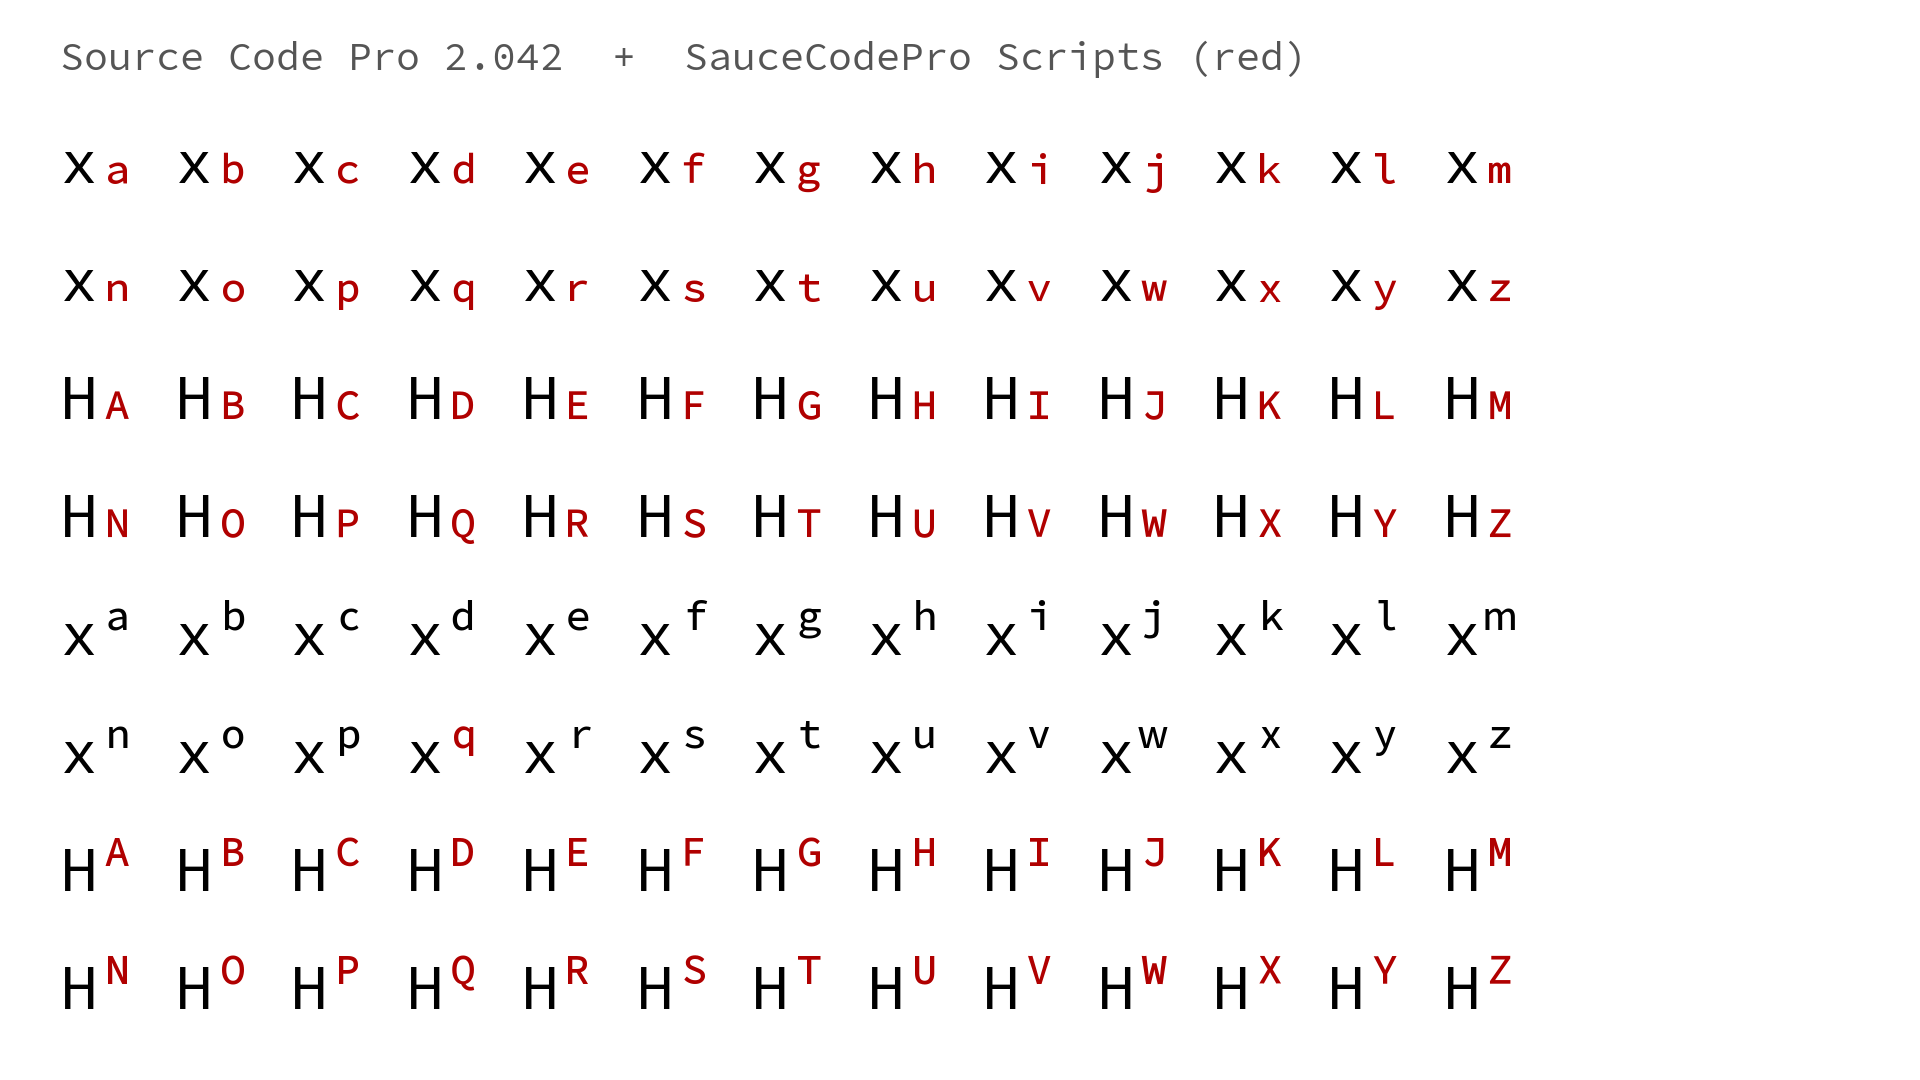 Source Code Pro 2.042 + SauceCodePro Scripts (red)
xa xb xc xd xe xf xg xh xi xj xk xl xm
xn xo xp xq xr xs xt xu xv xw xx xy xz
HA HB HC HD HE HF HG HH HI HJ HK HL HM
HN HO HP HQ HR HS HT HU HV HW HX HY HZ
xa xb xc xd xe xf xg xh xi xj xk xl xm
xn xo xp xq xr xs xt xu xv xw xx xy xz
HA HB HC HD HE HF HG HH HI HJ HK HL HM
HN HO HP HQ HR HS HT HU HV HW HX HY HZ